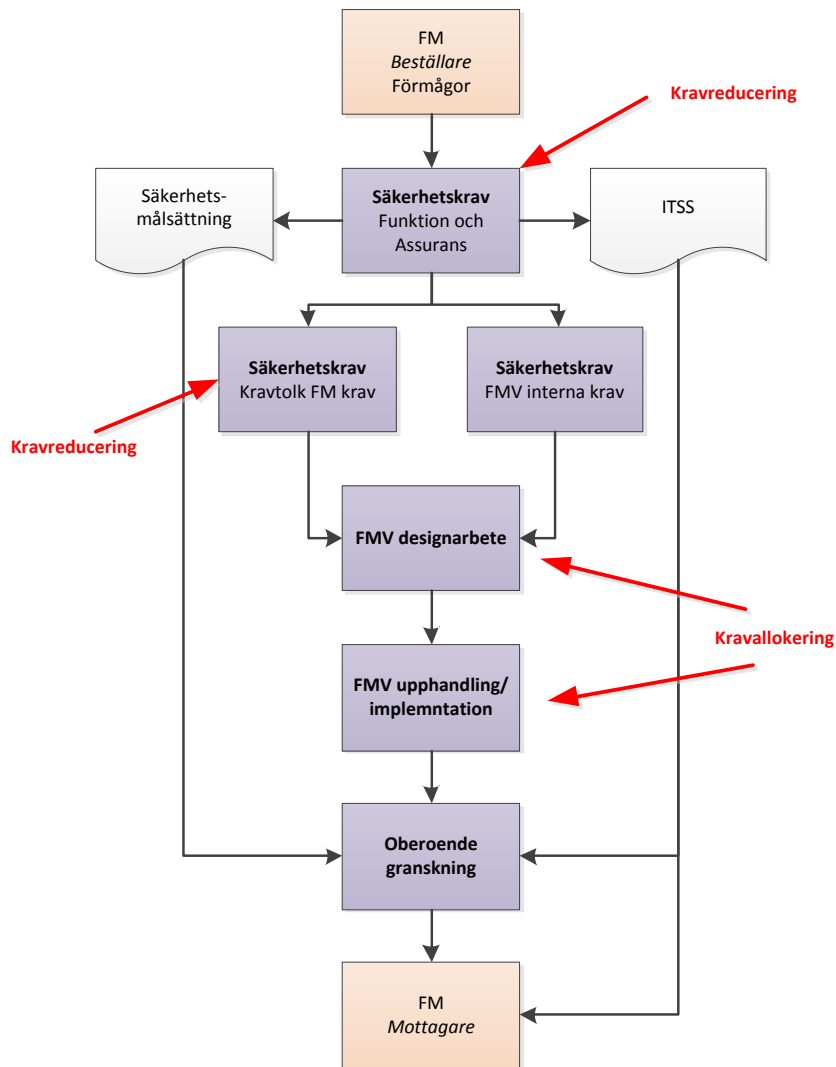 FM
Beställare
Förmågor
Kravreducering
Säkerhets-
målsättning
Säkerhetskrav
Funktion och
Assurans
ITSS
Säkerhetskrav
Kravtolk FM krav
Säkerhetskrav
FMV interna krav
Kravreducering
FMV designarbete
Kravallokering
FMV upphandling/
implemntation
Oberoende
granskning
FM
Mottagare